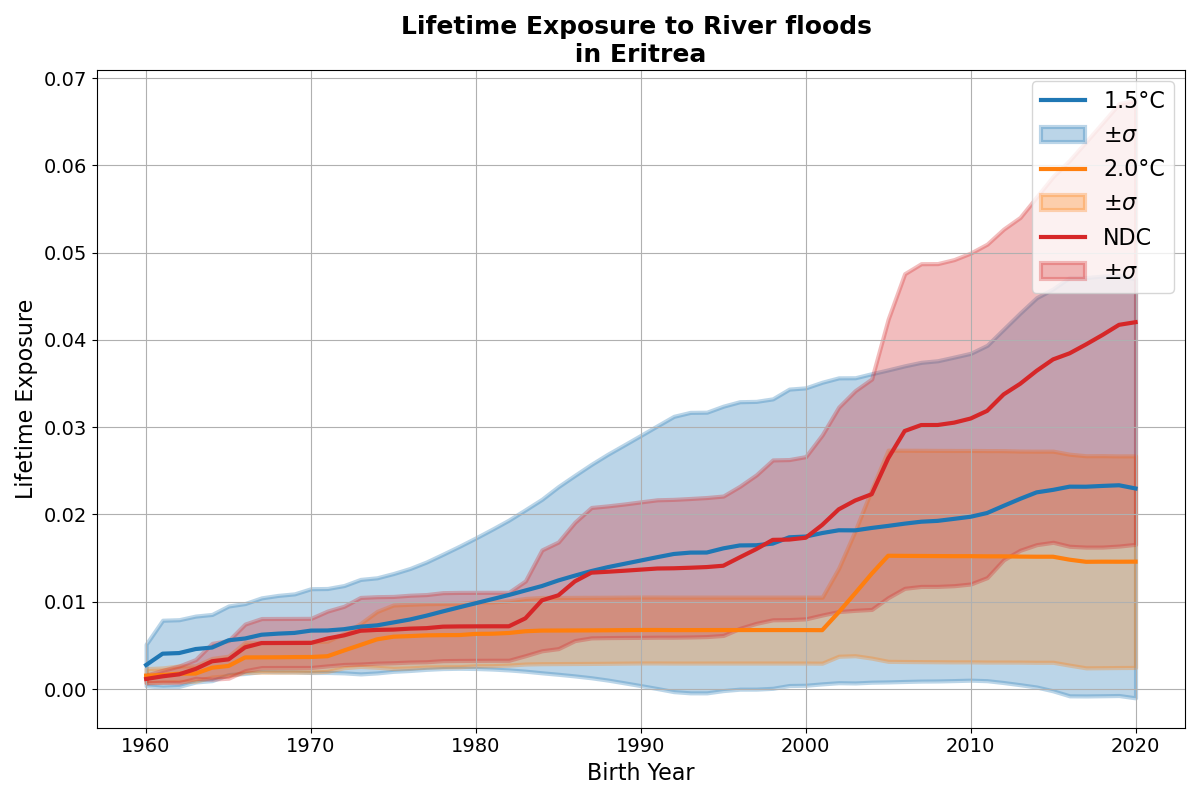 Lifetime Exposure to River floods
in Eritrea
0.07
0.06
0.05
0.04
0.03
0.02
0.01
0.00
Lifetime Exposure
1.5°C
±σ
2.0°C
±σ
NDC
±σ
1960 1970 1980 1990 2000 2010 2020
Birth Year